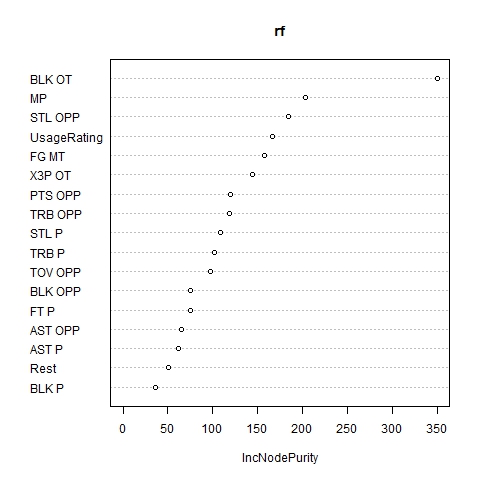 rf
BLK OT
MP
STL OPP
UsageRating
FG MT
X3P OT
PTS OPP
TRB OPP
STL P
TRB P
TOV OPP
BLK OPP
FT P
AST OPP
AST P
Rest
BLK P
0 50 100 150 200 250 300 350
IncNodePurity